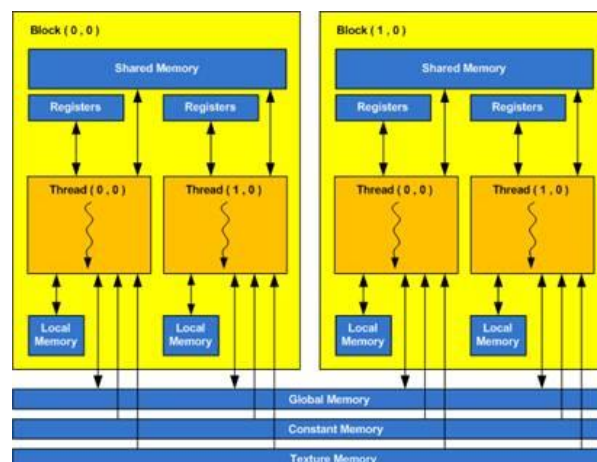 Block ( 0 , 0 )
Shared Memory
Registers
Registers
Thread ( 0 , 0 )
Thread ( 1 , 0 )
Local
Memory
Local
Memory
Block ( 1 , 0 )
Shared Memory
Registers
Registers
Thread ( 0 , 0 )
Thread ( 1 , 0 )
Local
Memory
Local
Memory
Global Memory
Constant Memory
Texture Memory